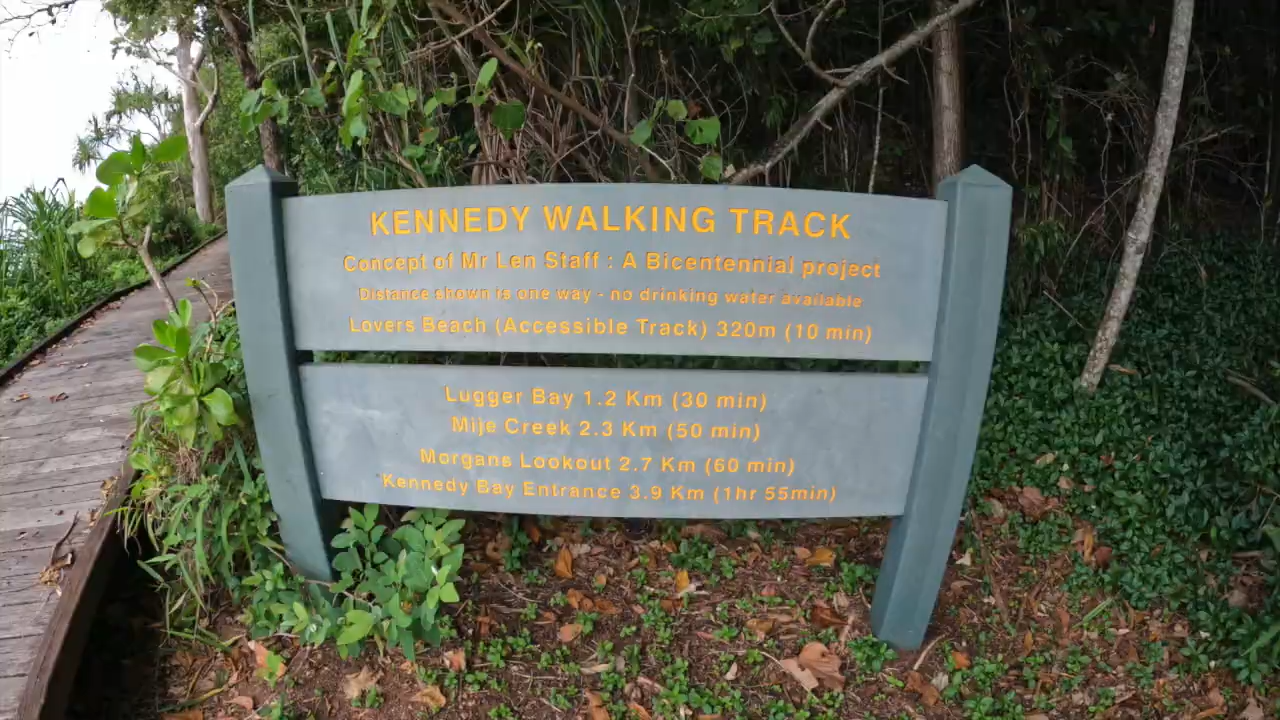 KENNEDY WALKING TRACK
Concept of Mr Len Staff : A Bicentennial project
Distance shown is one way - no drinking water available
Lovers Beach (Accessible Track) 320m (10 min)
Lugger Bay 1.2 Km (30 min)
Mije Creek 2.3 Km (50 min)
Morgans Lookout 2.7 Km (60 min)
Kennedy Bay Entrance 3.9 Km (1hr 55min)